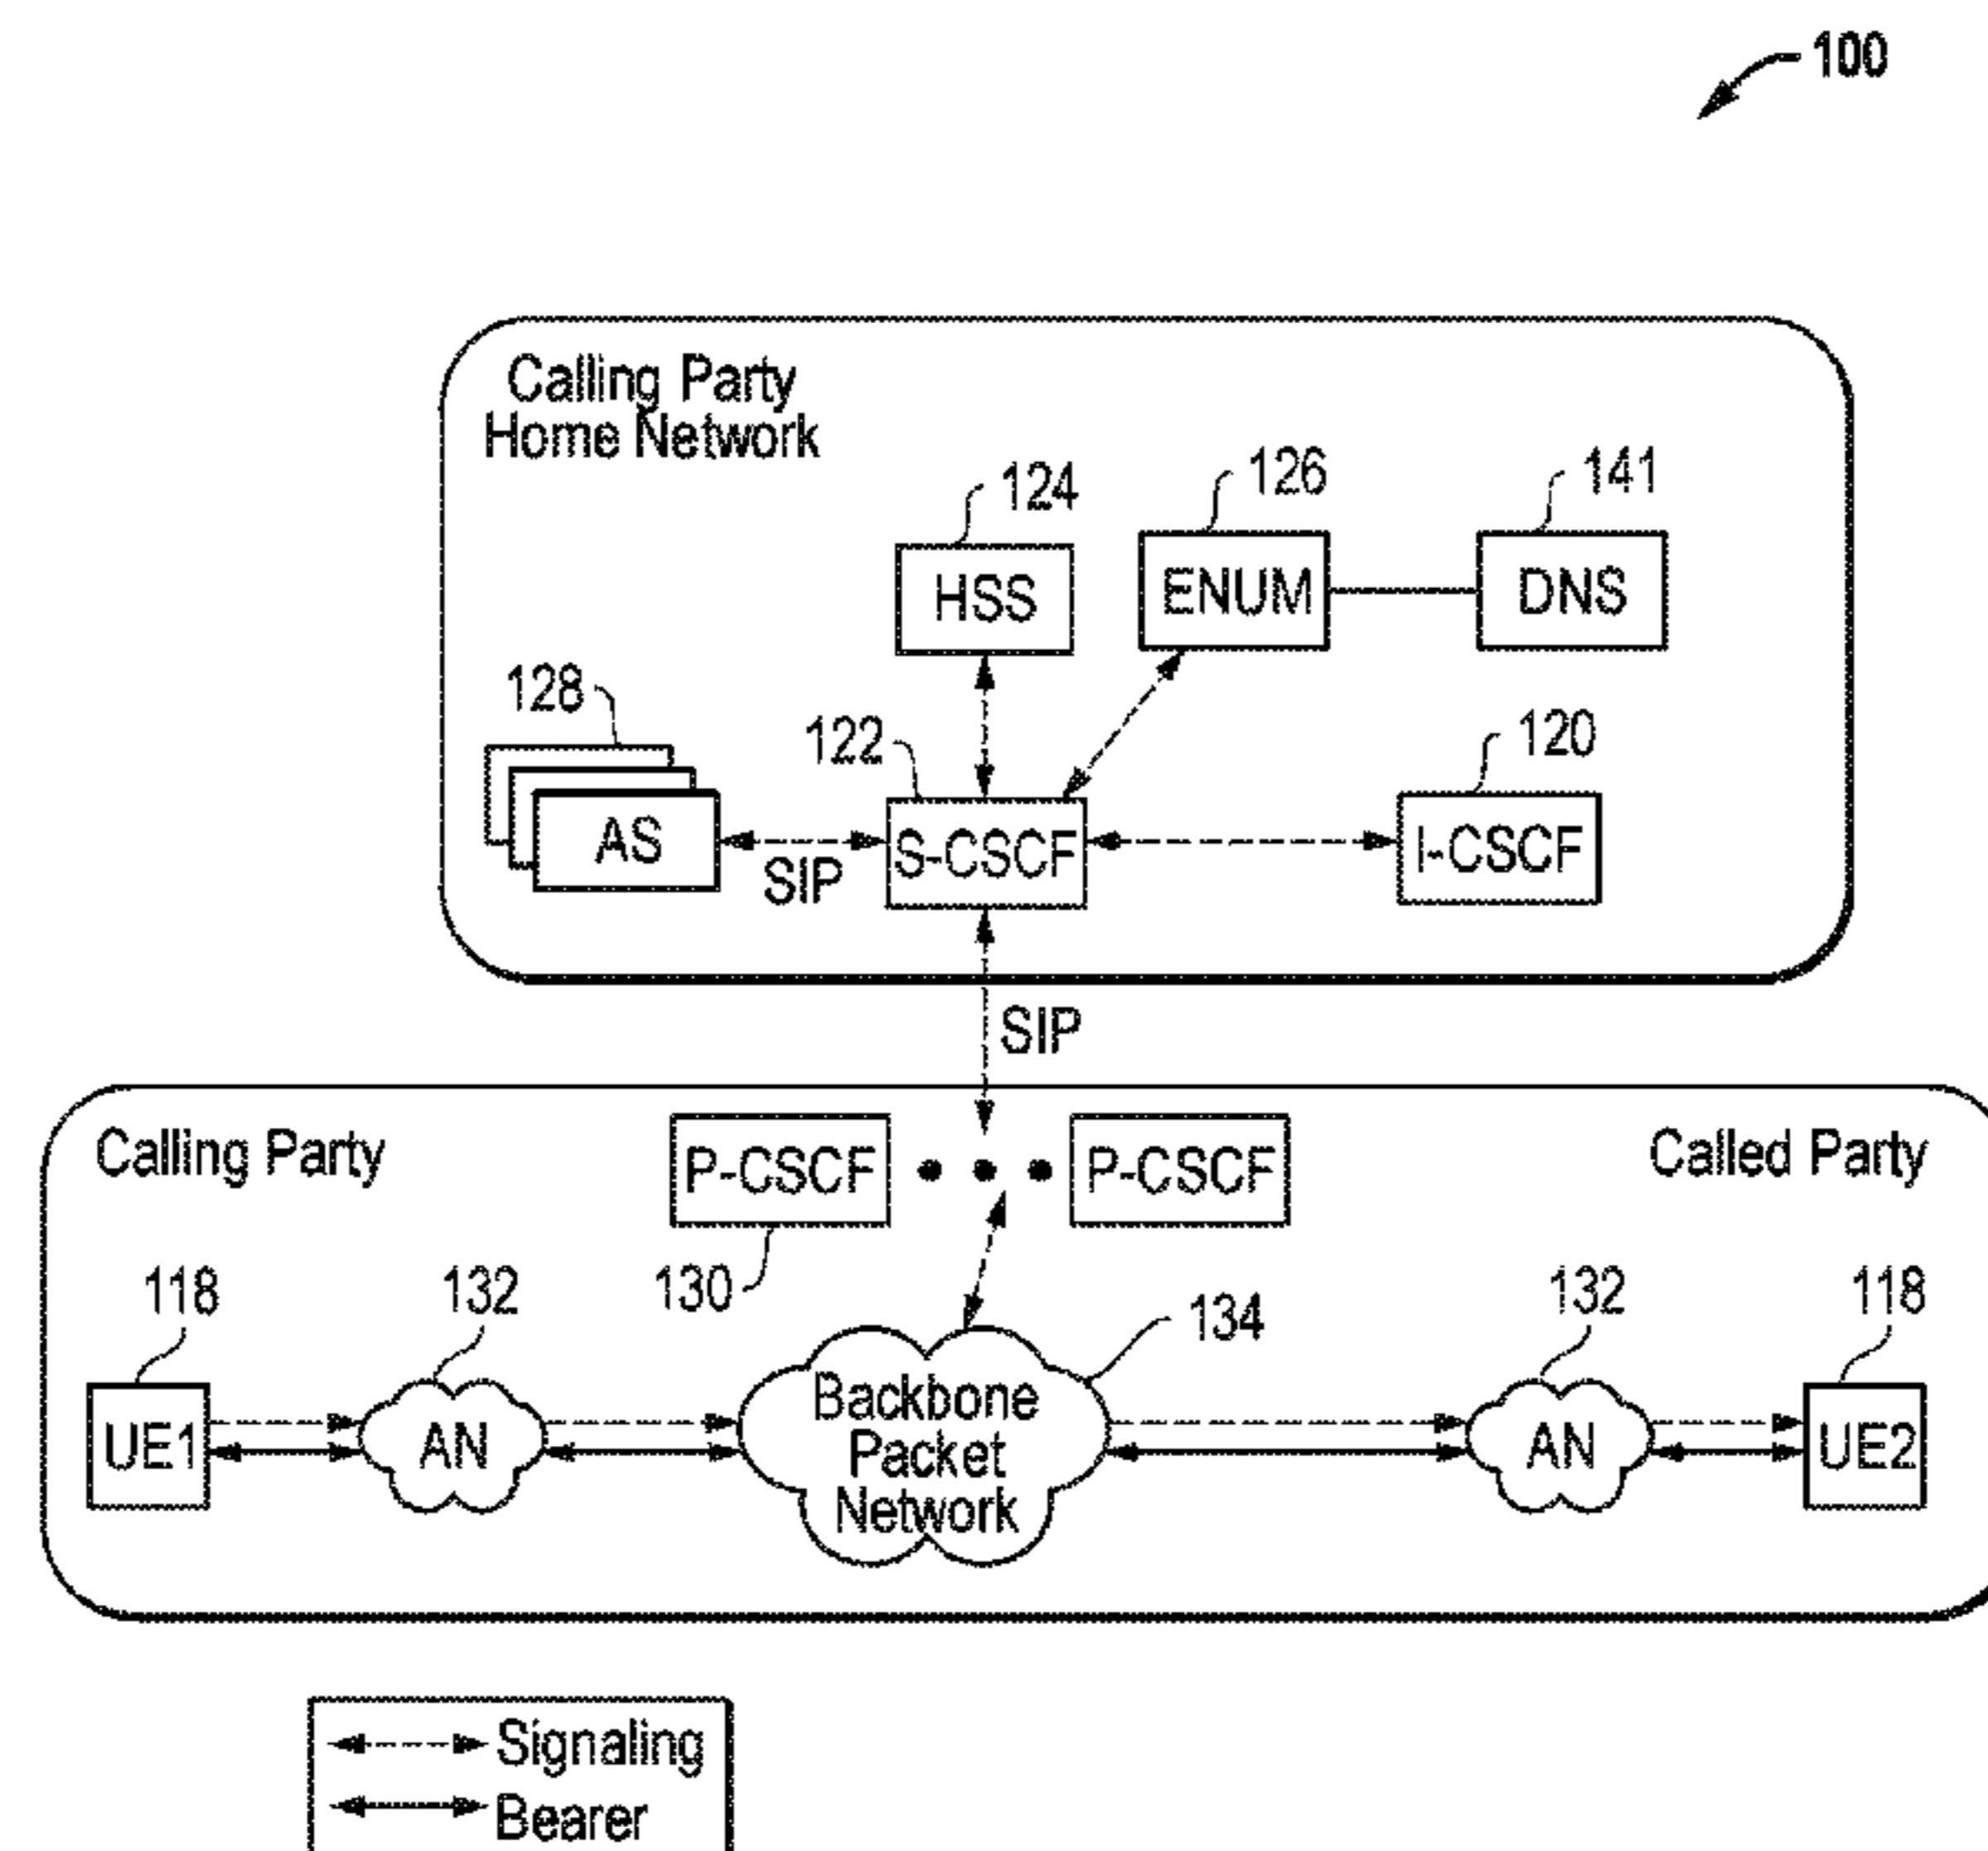 100
Calling Party
Home Network
124
126
141
HSS
ENUM
DNS
128
122
120
AS
SIP
S-CSCF
I-CSCF
SIP
Calling Party
P-CSCF
P-CSCF
Called Party
118
132
130
134
132
118
UE1
AN
Backbone
Packet
Network
AN
UE2
Signaling
Bearer